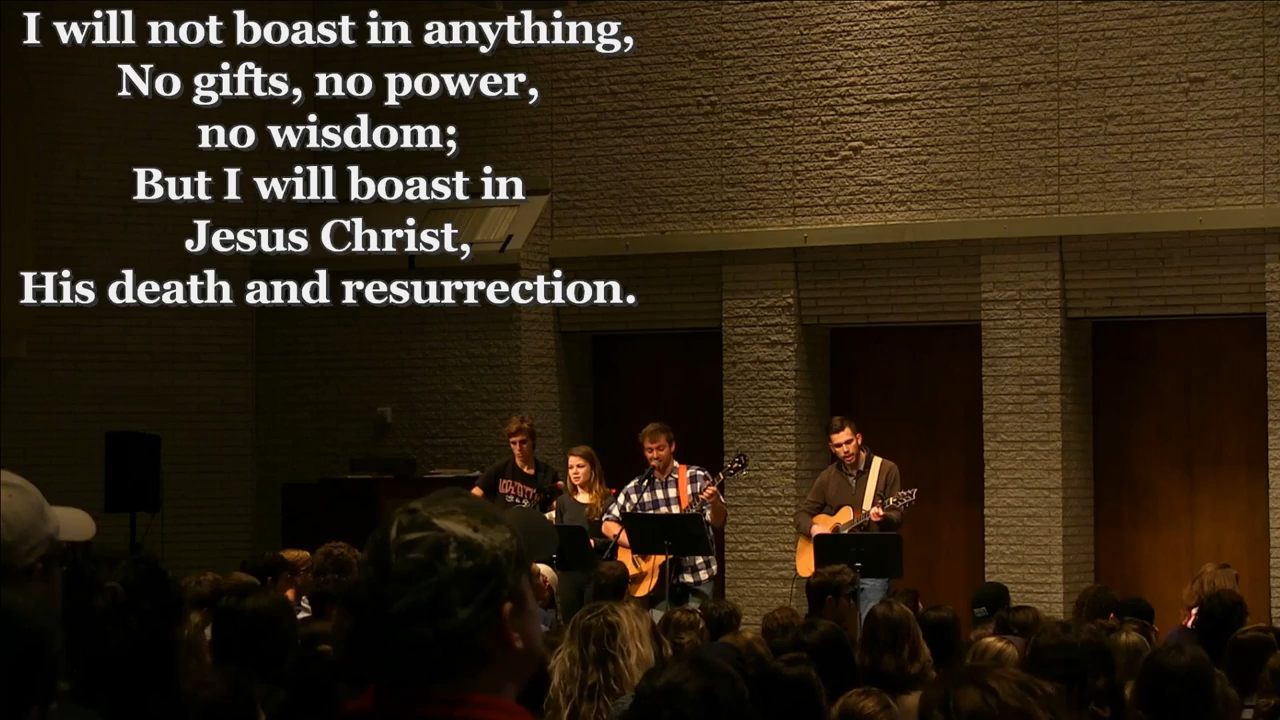 I will not boast in anything,
No gifts, no power,
no wisdom;
But I will boast in
Jesus Christ,
His death and resurrection.